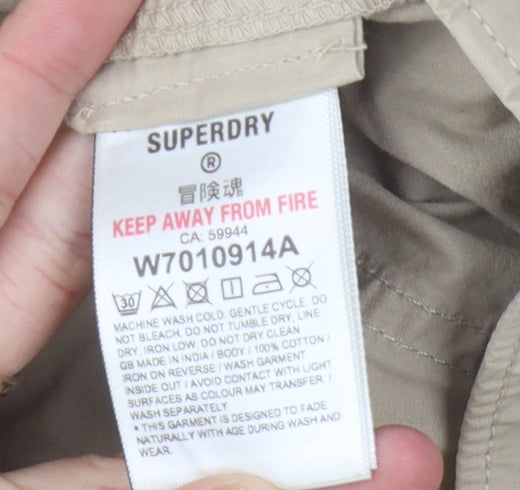 SUPERDRY
®
冒険魂
KEEP AWAY FROM FIRE
CA: 59944
W7010914A
30
MACHINE WASH COLD, GENTLE CYCLE, DO
NOT BLEACH, DO NOT TUMBLE DRY, LINE
DRY, IRON LOW, DO NOT DRY CLEAN
GB MADE IN INDIA / BODY / 100% COTTON /
IRON ON REVERSE / WASH GARMENT
INSIDE OUT / AVOID CONTACT WITH LIGHT
SURFACES AS COLOUR MAY TRANSFER /
WASH SEPARATELY
* THIS GARMENT IS DESIGNED TO FADE
NATURALLY WITH AGE DURING WASH AND
WEAR.